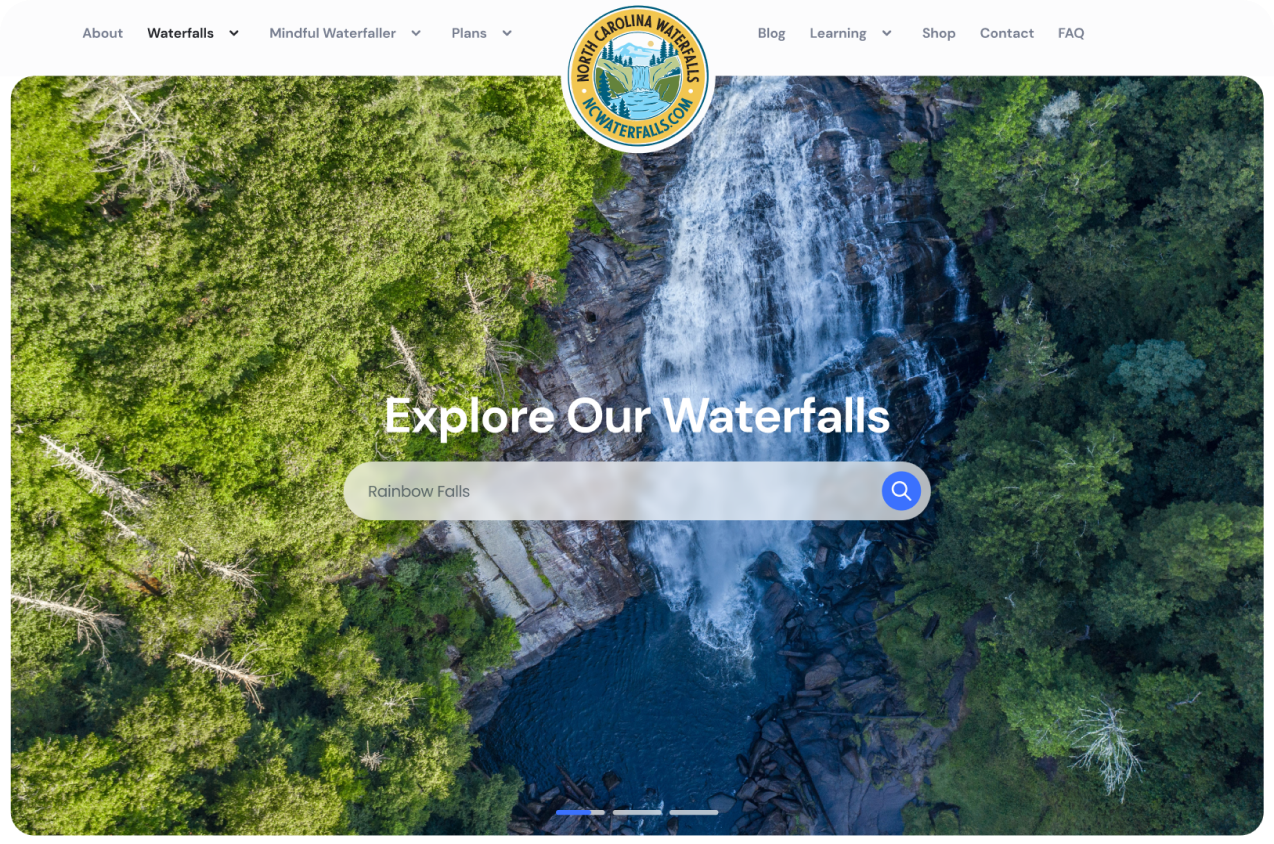 About
Waterfalls
Mindful Waterfaller
Plans
NORTH CAROLINA WATERFALLS
NCWATERFALLS.COM
Blog
Learning
Shop
Contact
FAQ
Explore Our Waterfalls
Rainbow Falls